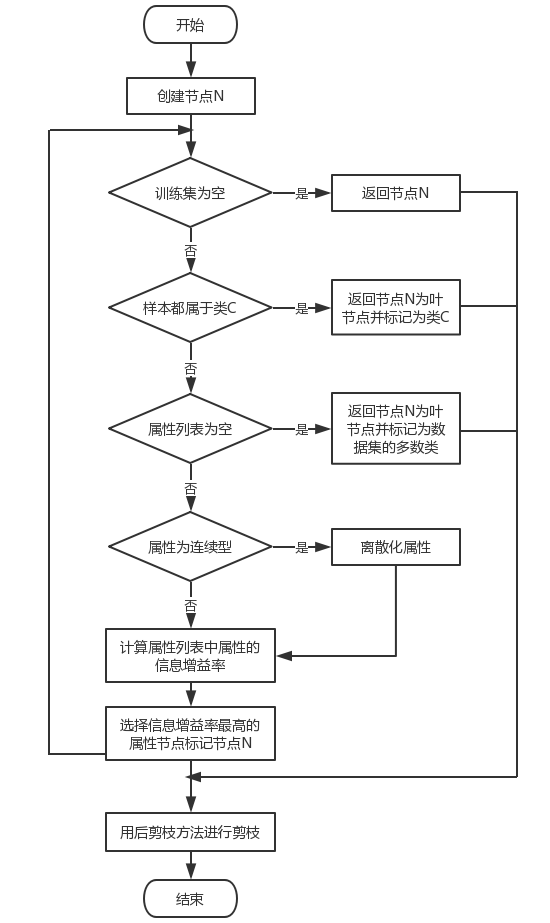 开始
创建节点N
训练集为空
是
返回节点N
否
样本都属于类C
是
返回节点N为叶
节点并标记为类C
否
属性列表为空
是
返回节点N为叶
节点并标记为数
据集的多数类
否
属性为连续型
是
离散化属性
否
计算属性列表中属性的
信息增益率
选择信息增益率最高的
属性节点标记节点N
用后剪枝方法进行剪枝
结束